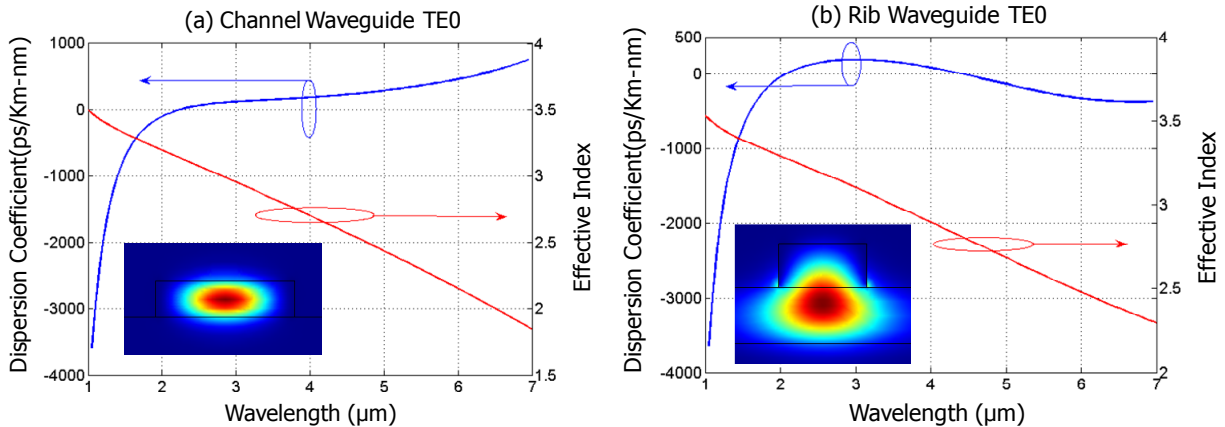 (a) Channel Waveguide TE0
Dispersion Coefficient(ps/Km-nm)
1000
0
-1000
-2000
-3000
-4000
4
3.5
3
2.5
2
1.5
Effective Index
1 2 3 4 5 6 7
Wavelength (µm)
(b) Rib Waveguide TE0
Dispersion Coefficient(ps/Km-nm)
500
0
-1000
-2000
-3000
-4000
4
3.5
3
2.5
2
Effective Index
1 2 3 4 5 6 7
Wavelength (µm)